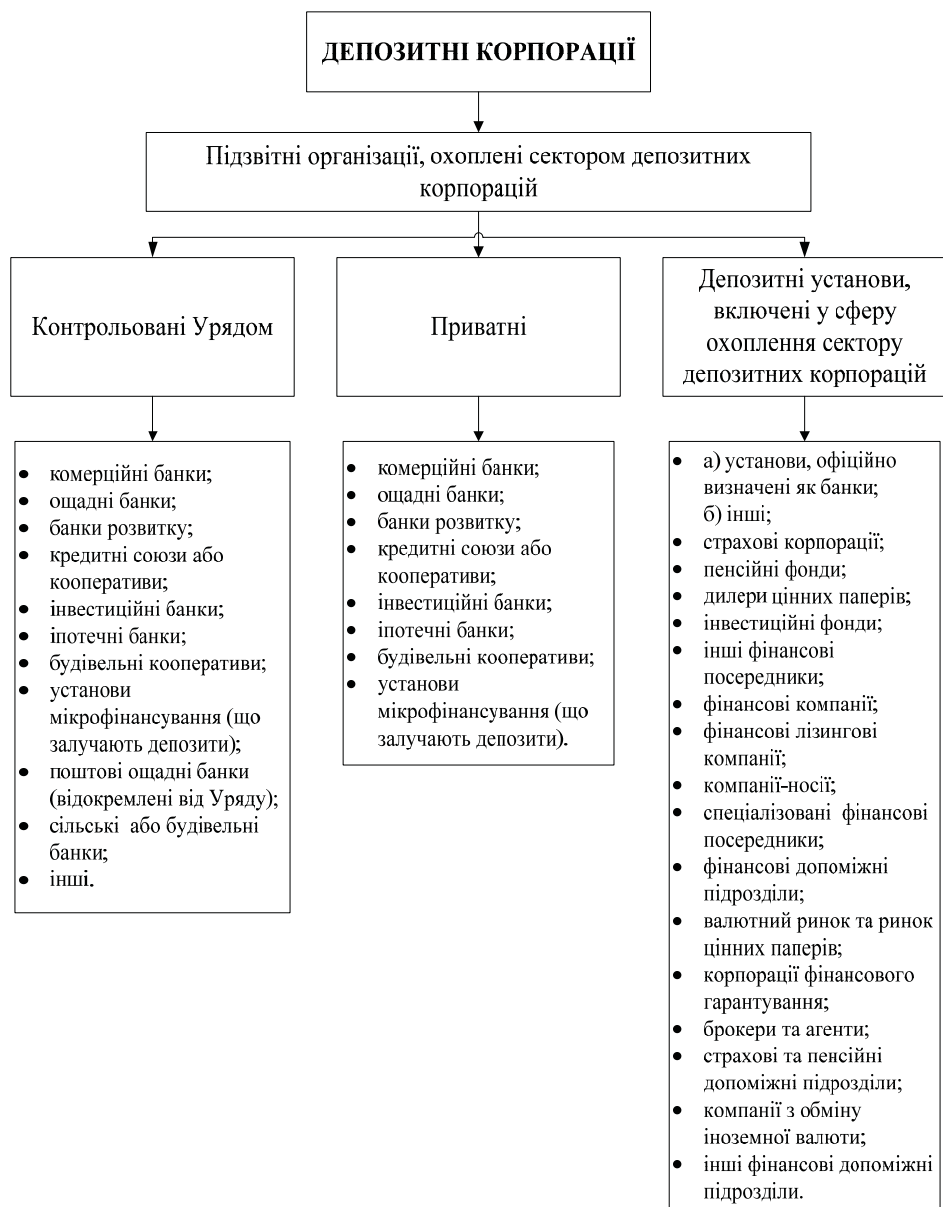 ДЕПОЗИТНІ КОРПОРАЦІЇ
Підзвітні організації, охоплені сектором депозитних
корпорацій
Контрольовані Урядом
Приватні
Депозитні установи,
включені у сферу
охоплення сектору
депозитних корпорацій
• комерційні банки;
• ощадні банки;
• банки розвитку;
• кредитні союзи або
кооперативи;
• інвестиційні банки;
• іпотечні банки;
• будівельні кооперативи;
• установи
мікрофінансування (що
залучають депозити);
• поштові ощадні банки
(відокремлені від Уряду);
• сільські або будівельні
банки;
• інші.
• комерційні банки;
• ощадні банки;
• банки розвитку;
• кредитні союзи або
кооперативи;
• інвестиційні банки;
• іпотечні банки;
• будівельні кооперативи;
• установи
мікрофінансування (що
залучають депозити).
• а) установи, офіційно
визначені як банки;
б) інші;
• страхові корпорації;
• пенсійні фонди;
• дилери цінних паперів;
• інвестиційні фонди;
• інші фінансові
посередники;
• фінансові компанії;
• фінансові лізингові
компанії;
• компанії-носії;
• спеціалізовані фінансові
посередники;
• фінансові допоміжні
підрозділи;
• валютний ринок та ринок
цінних паперів;
• корпорації фінансового
гарантування;
• брокери та агенти;
• страхові та пенсійні
допоміжні підрозділи;
• компанії з обміну
іноземної валюти;
• інші фінансові допоміжні
підрозділи.